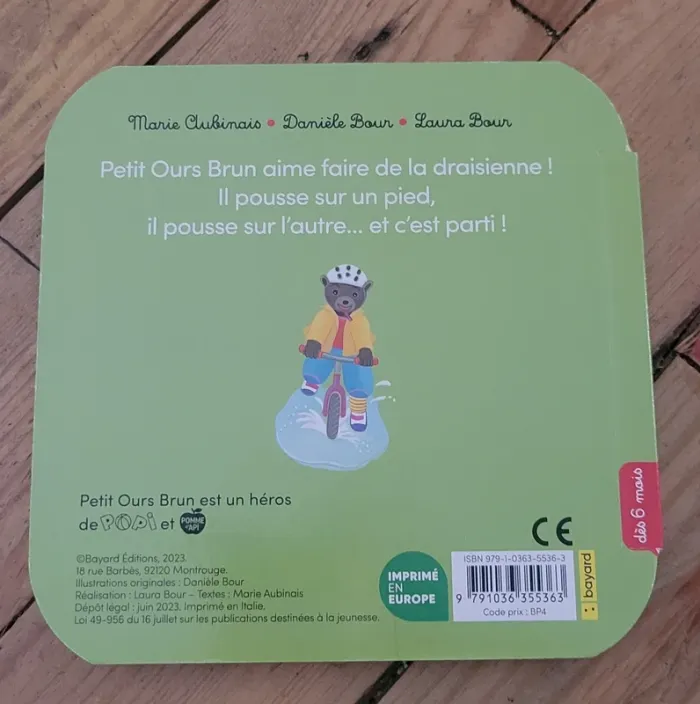 Marie Aubinais • Danièle Bour • Laura Bour
Petit Ours Brun aime faire de la draisienne !
Il pousse sur un pied,
il pousse sur l'autre... et c'est parti !
Petit Ours Brun est un héros
de POPi et POMME D'API
dès 6 mois
CE
©Bayard Éditions, 2023.
18 rue Barbès, 92120 Montrouge.
Illustrations originales : Danièle Bour
Réalisation : Laura Bour – Textes : Marie Aubinais
Dépôt légal : juin 2023. Imprimé en Italie.
Loi 49-956 du 16 juillet sur les publications destinées à la jeunesse.
IMPRIMÉ
EN
EUROPE
ISBN 979-1-0363-5536-3
9 791036 355363
Code prix : BP4
bayard